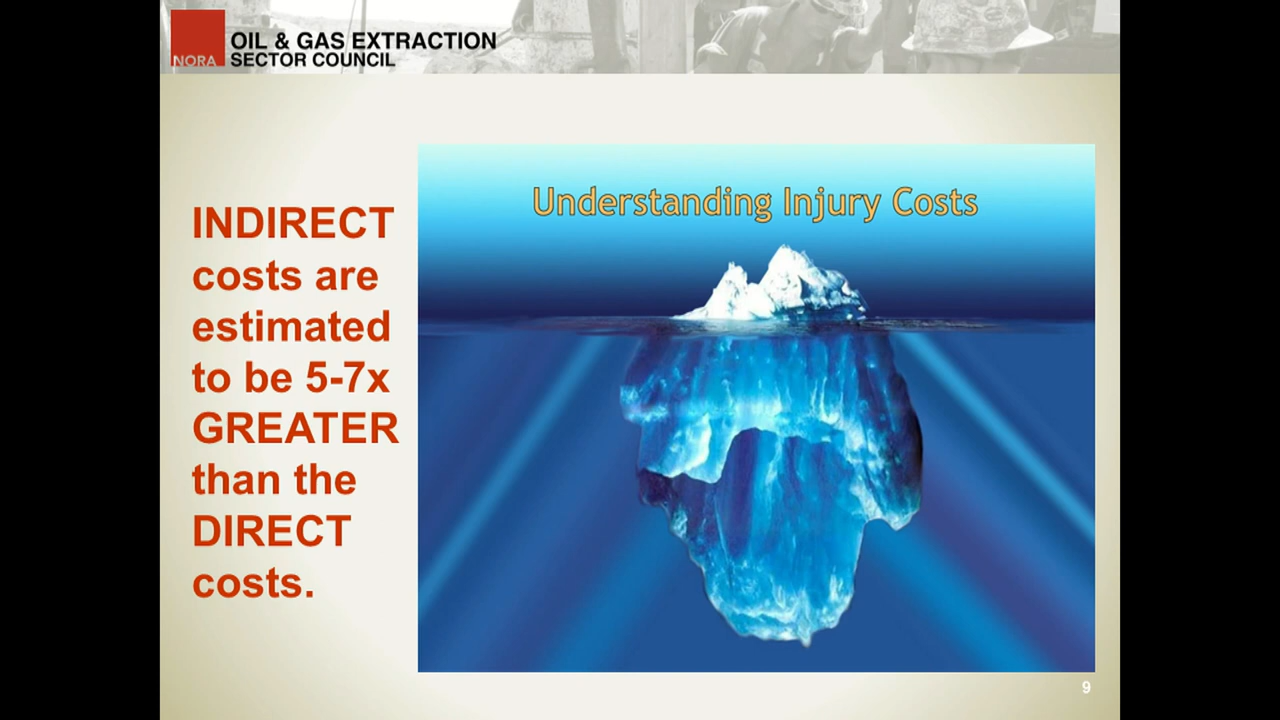 NORA
OIL & GAS EXTRACTION
SECTOR COUNCIL
INDIRECT
costs are
estimated
to be 5-7x
GREATER
than the
DIRECT
costs.
Understanding Injury Costs
9